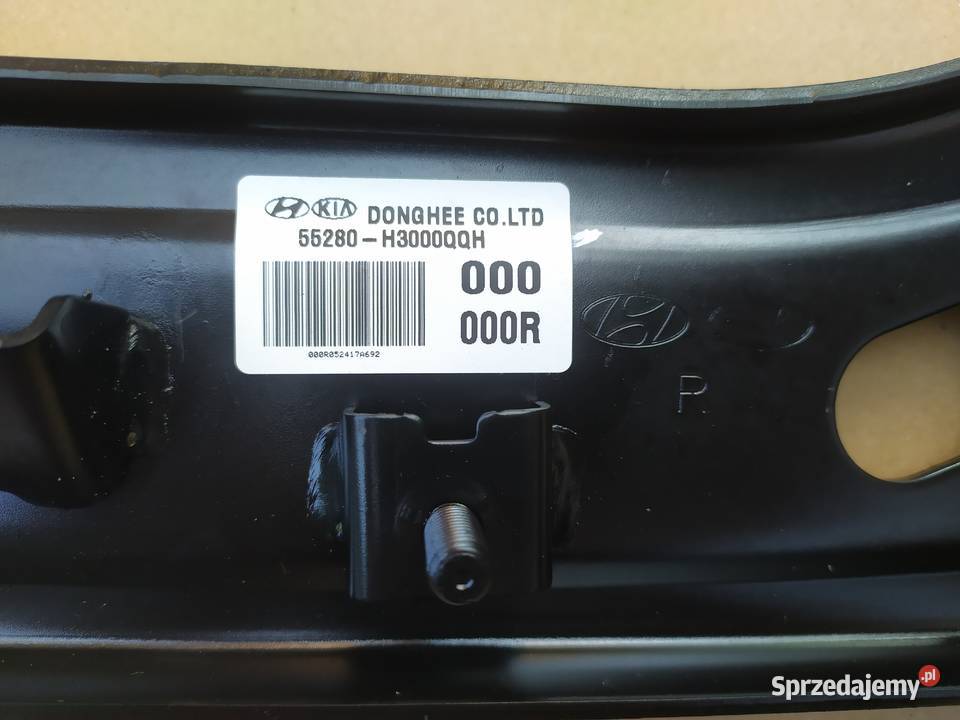 KIA DONGHEE CO.LTD
55280-H3000QQH
000
000R
000R052417A692
P
Sprzedajemy.pl